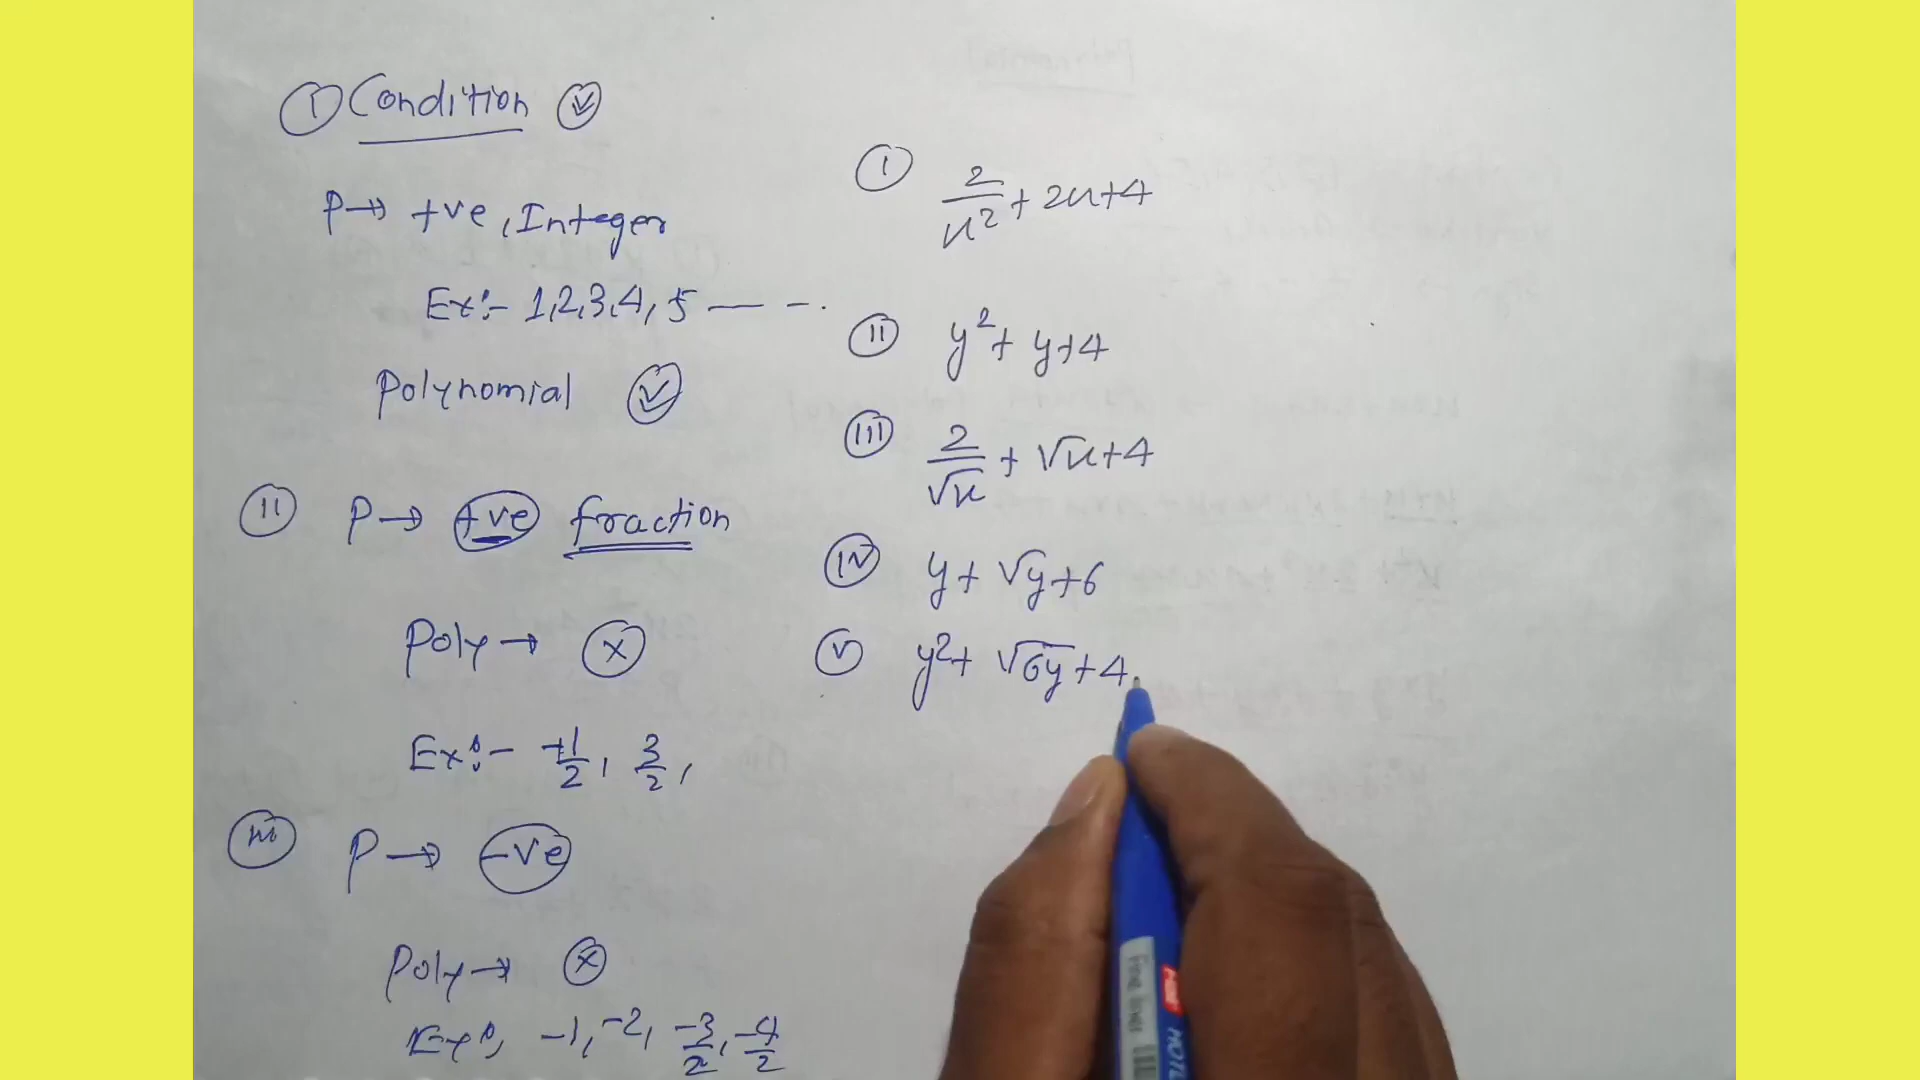 I Condition
P→ +ve, Integer
Ex:- 1,2,3,4, 5 — - .
Polynomial
II P→ +ve fraction
Poly→ x
Ex:- +1/2, 3/2,
III P→ -ve
Poly→ x
Ex:, -1, -2, -3/2, -4/2
I 2/x² + 2x+4
II y²+ y+4
III 2/√x + √x+4
IV y+ √y+6
V y²+ √6y+4
Fine liner